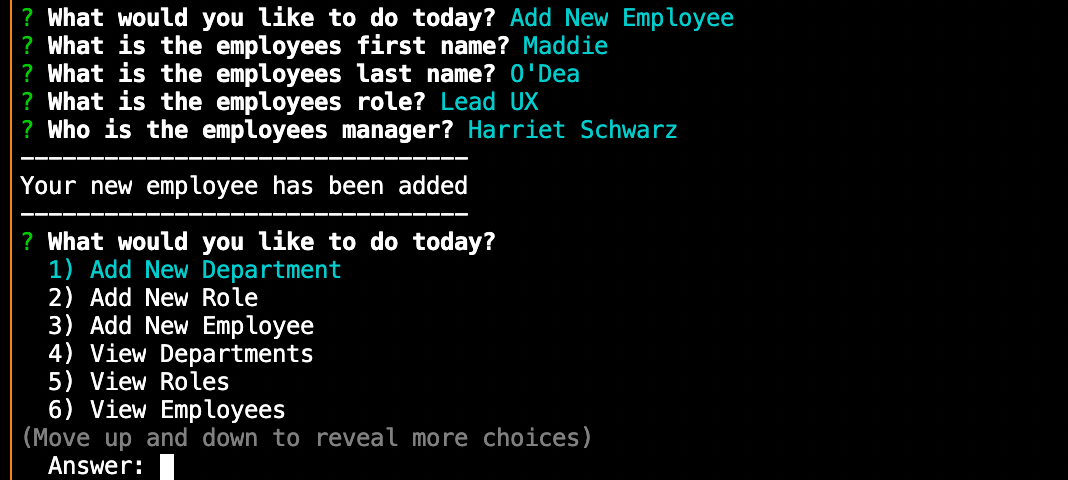 ? What would you like to do today? Add New Employee
? What is the employees first name? Maddie
? What is the employees last name? O'Dea
? What is the employees role? Lead UX
? Who is the employees manager? Harriet Schwarz
--------------------------------
Your new employee has been added
--------------------------------
? What would you like to do today?
1) Add New Department
2) Add New Role
3) Add New Employee
4) View Departments
5) View Roles
6) View Employees
(Move up and down to reveal more choices)
Answer: